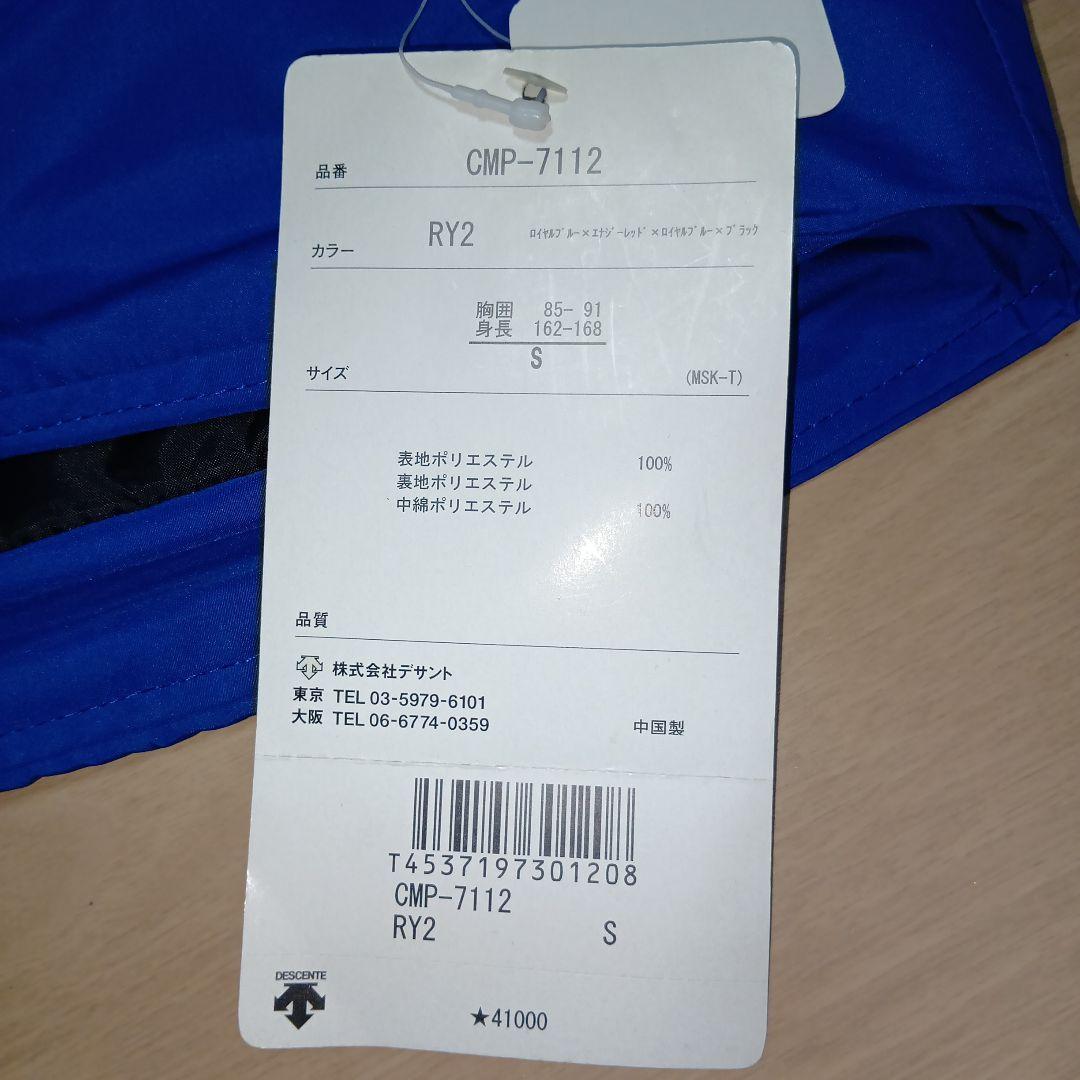 品番 CMP-7112
カラー RY2 ﾛｲﾔﾙﾌﾞﾙｰ×ｴﾅｼﾞｰﾚｯﾄﾞ×ﾛｲﾔﾙﾌﾞﾙｰ×ﾌﾞﾗｯｸ
胸囲 85- 91
身長 162-168
S
サイズ (MSK-T)
表地ポリエステル 100%
裏地ポリエステル
中綿ポリエステル 100%
品質
株式会社デサント
東京 TEL 03-5979-6101
大阪 TEL 06-6774-0359 中国製
T4537197301208
CMP-7112
RY2 S
DESCENTE
★41000